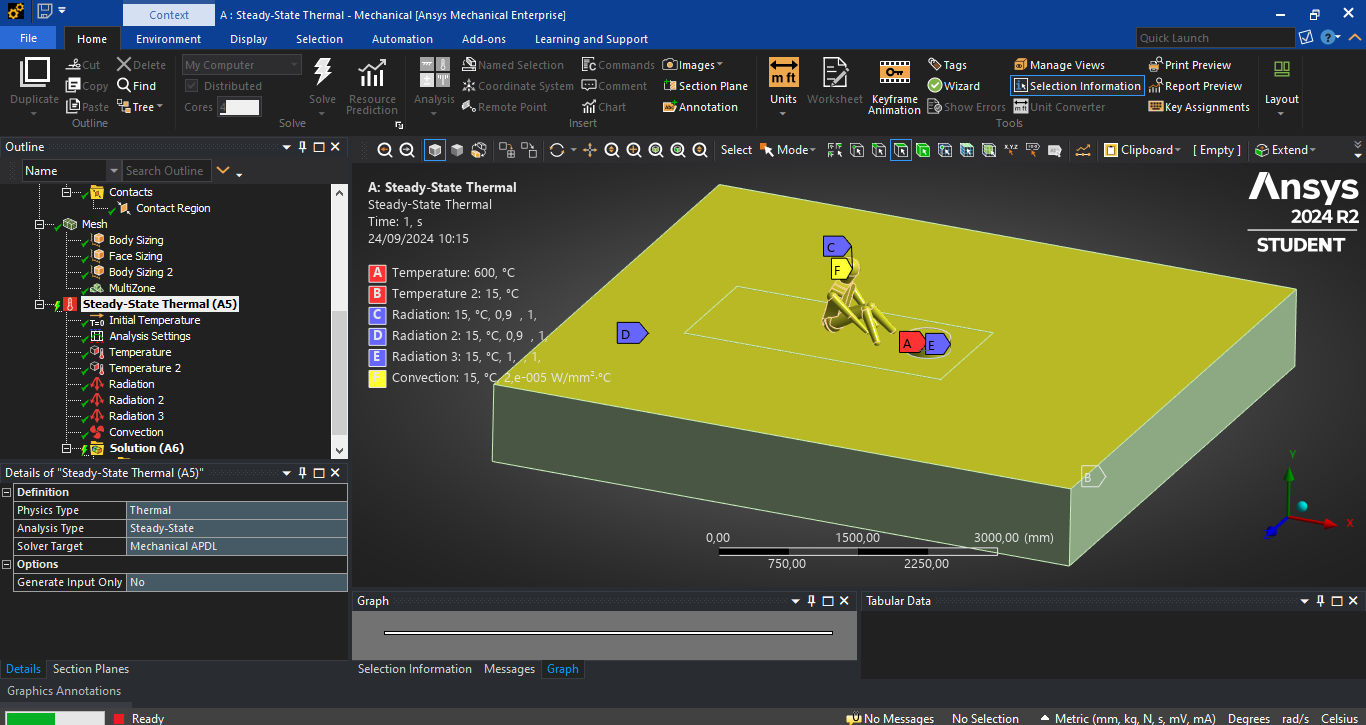 Context
A : Steady-State Thermal - Mechanical [Ansys Mechanical Enterprise]
File Home Environment Display Selection Automation Add-ons Learning and Support Quick Launch
Duplicate
Cut
Copy
Paste
Delete
Find
Tree
Outline
My Computer
Distributed
Cores 4
Solve
Resource Prediction
Solve
Analysis
Named Selection
Coordinate System
Remote Point
Commands
Comment
Chart
Images
Section Plane
Annotation
Insert
m ft
Units
Worksheet
Keyframe Animation
Tags
Wizard
Show Errors
Manage Views
Selection Information
Unit Converter
Print Preview
Report Preview
Key Assignments
Tools
Layout
Outline
Name Search Outline
Select Mode X,Y,Z Clipboard [ Empty ] Extend
Contacts
Contact Region
Mesh
Body Sizing
Face Sizing
Body Sizing 2
MultiZone
Steady-State Thermal (A5)
T=0 Initial Temperature
Analysis Settings
Temperature
Temperature 2
Radiation
Radiation 2
Radiation 3
Convection
Solution (A6)
Details of "Steady-State Thermal (A5)"
Definition
Physics Type Thermal
Analysis Type Steady-State
Solver Target Mechanical APDL
Options
Generate Input Only No
Details Section Planes
Graphics Annotations
A: Steady-State Thermal
Steady-State Thermal
Time: 1, s
24/09/2024 10:15
A Temperature: 600, °C
B Temperature 2: 15, °C
C Radiation: 15, °C, 0,9 , 1,
D Radiation 2: 15, °C, 0,9 , 1,
E Radiation 3: 15, °C, 1, , 1,
F Convection: 15, °C, 2,e-005 W/mm²·°C
C
F
D
A
E
B
Ansys
2024 R2
STUDENT
Y
X
0,00 1500,00 3000,00 (mm)
750,00 2250,00
Graph
Tabular Data
Selection Information Messages Graph
Ready No Messages No Selection Metric (mm, kg, N, s, mV, mA) Degrees rad/s Celsius